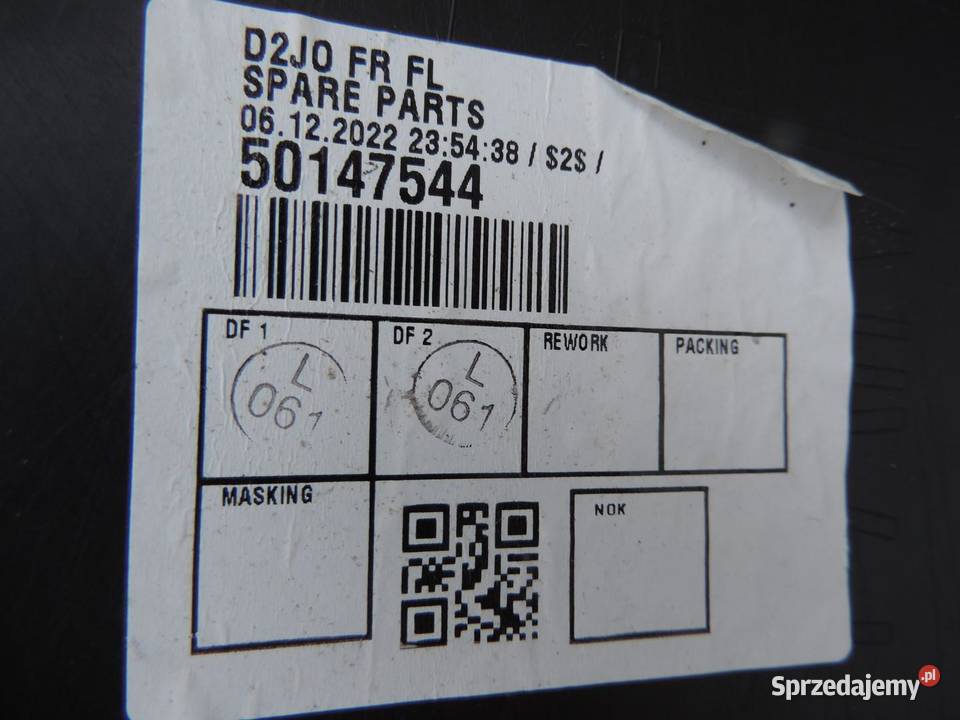 D2JO FR FL
SPARE PARTS
06.12.2022 23:54:38 / $2$ /
50147544
DF 1
DF 2
REWORK
PACKING
L
061
L
061
MASKING
NOK
Sprzedajemy.pl